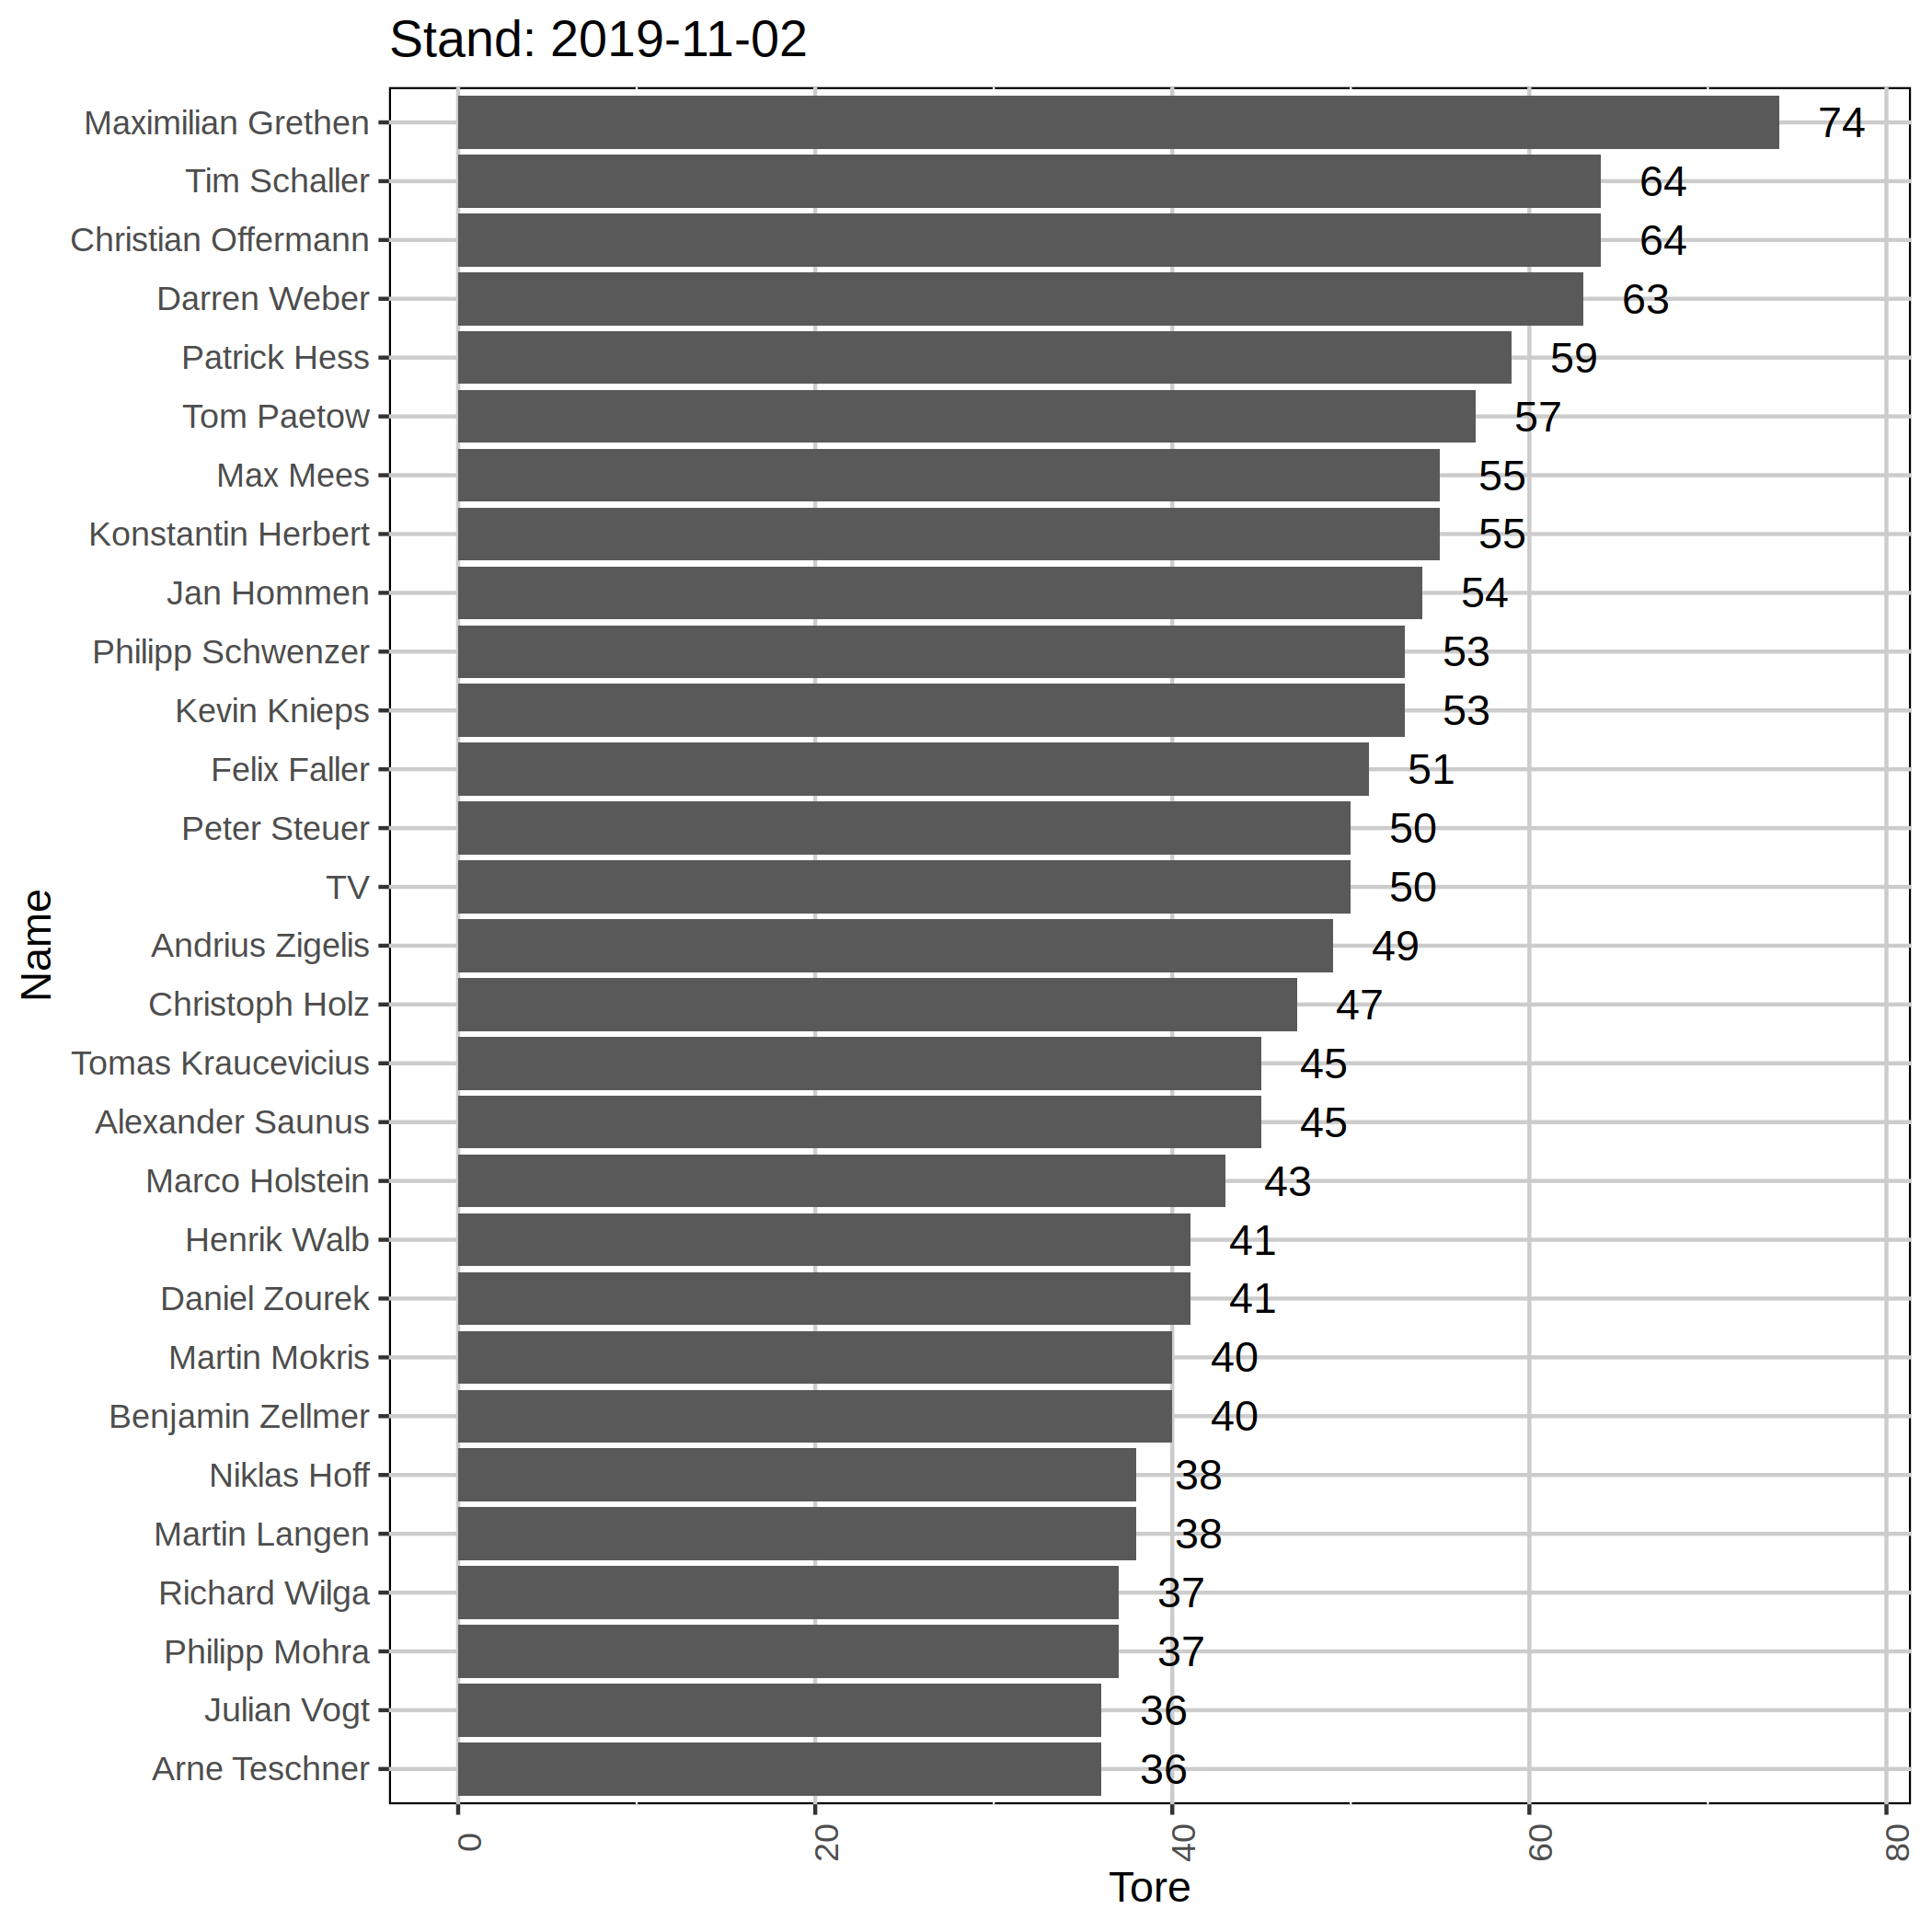 Stand: 2019-11-02
Maximilian Grethen 74
Tim Schaller 64
Christian Offermann 64
Darren Weber 63
Patrick Hess 59
Tom Paetow 57
Max Mees 55
Konstantin Herbert 55
Jan Hommen 54
Philipp Schwenzer 53
Kevin Knieps 53
Felix Faller 51
Peter Steuer 50
TV 50
Andrius Zigelis 49
Christoph Holz 47
Tomas Kraucevicius 45
Alexander Saunus 45
Marco Holstein 43
Henrik Walb 41
Daniel Zourek 41
Martin Mokris 40
Benjamin Zellmer 40
Niklas Hoff 38
Martin Langen 38
Richard Wilga 37
Philipp Mohra 37
Julian Vogt 36
Arne Teschner 36
Name
0 20 40 60 80
Tore